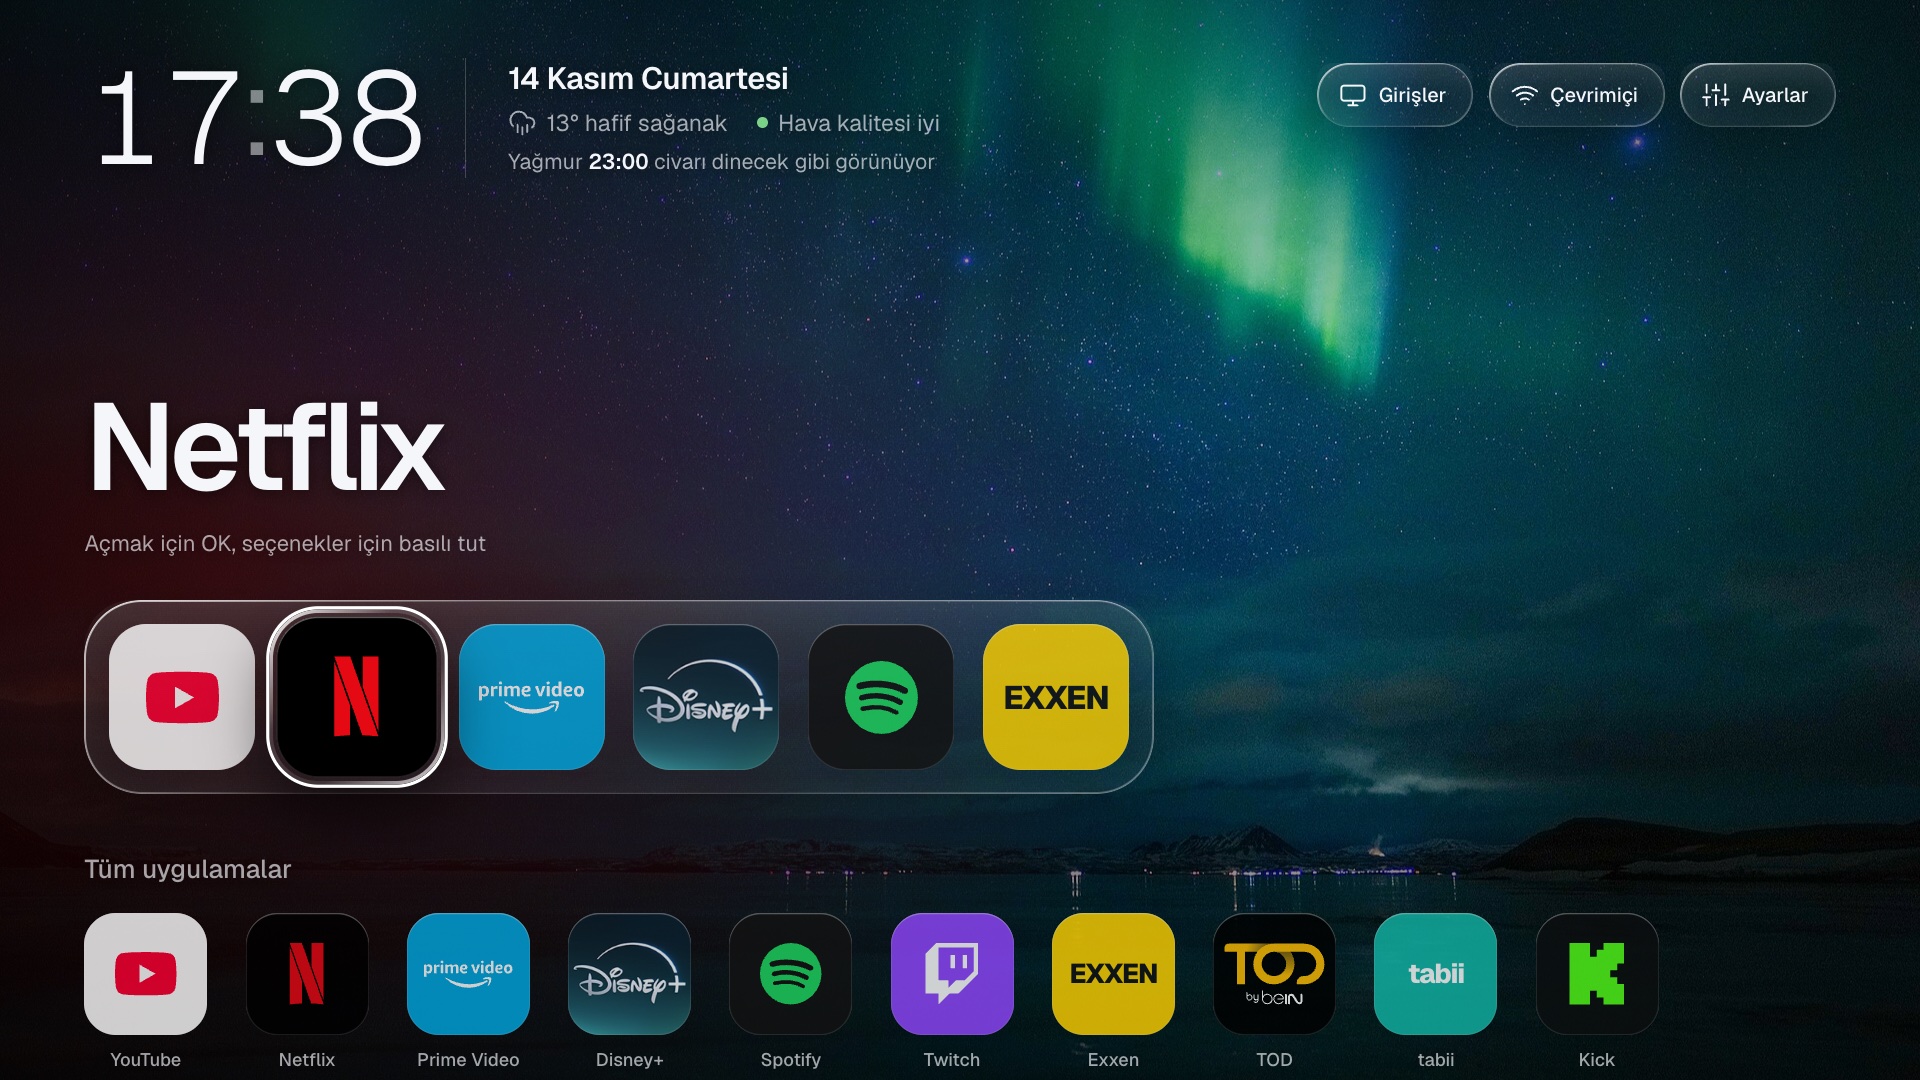 17:38
14 Kasım Cumartesi
13° hafif sağanak
Hava kalitesi iyi
Yağmur 23:00 civarı dinecek gibi görünüyor
Girişler
Çevrimiçi
Ayarlar
Netflix
Açmak için OK, seçenekler için basılı tut
N
prime video
Disney+
EXXEN
Tüm uygulamalar
N
prime video
Disney+
EXXEN
TOD
by beIN
tabii
K
YouTube
Netflix
Prime Video
Disney+
Spotify
Twitch
Exxen
TOD
tabii
Kick